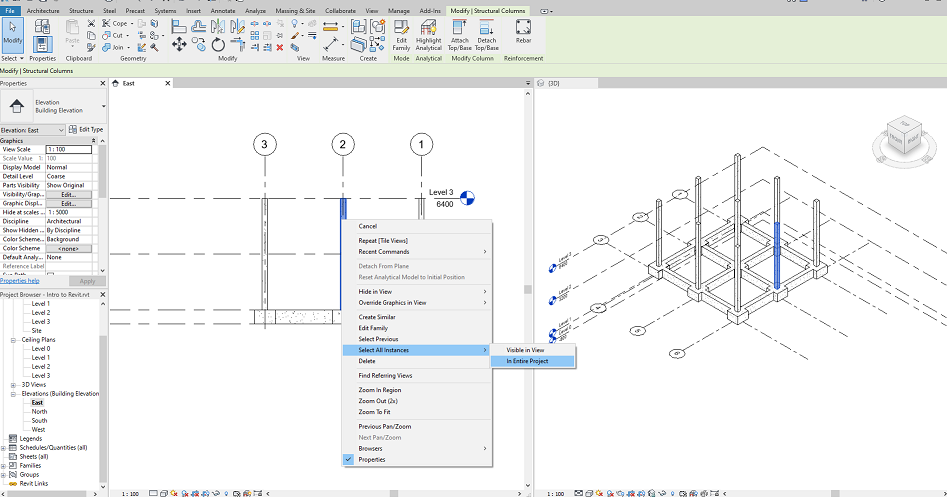 File Architecture Structure Steel Precast Systems Insert Annotate Analyze Massing & Site Collaborate View Manage Add-Ins Modify | Structural Columns
Modify
Paste
Cope
Cut
Join
Edit Family
Highlight Analytical
Attach Top/Base
Detach Top/Base
Rebar
Select Properties Clipboard Geometry Modify View Measure Create Mode Analytical Modify Column Reinforcement
Modify | Structural Columns
Properties
Elevation
Building Elevation
Elevation: East Edit Type
Graphics
View Scale 1 : 100
Scale Value 1: 100
Display Model Normal
Detail Level Coarse
Parts Visibility Show Original
Visibility/Grap... Edit...
Graphic Displ... Edit...
Hide at scales ... 1 : 5000
Discipline Architectural
Show Hidden ... By Discipline
Color Scheme... Background
Color Scheme <none>
Default Analy... None
Reference Label
Properties help Apply
Project Browser - Intro to Revit.rvt
Level 1
Level 2
Level 3
Site
Ceiling Plans
Level 0
Level 1
Level 2
Level 3
3D Views
Elevations (Building Elevation
East
North
South
West
Legends
Schedules/Quantities (all)
Sheets (all)
Families
Groups
Revit Links
East
3 2 1
Level 3
6400
Cancel
Repeat [Tile Views]
Recent Commands
Detach From Plane
Reset Analytical Model to Initial Position
Hide in View
Override Graphics in View
Create Similar
Edit Family
Select Previous
Select All Instances
Delete
Find Referring Views
Zoom In Region
Zoom Out (2x)
Zoom To Fit
Previous Pan/Zoom
Next Pan/Zoom
Browsers
Properties
Visible in View
In Entire Project
1 : 100
{3D}
1 : 100